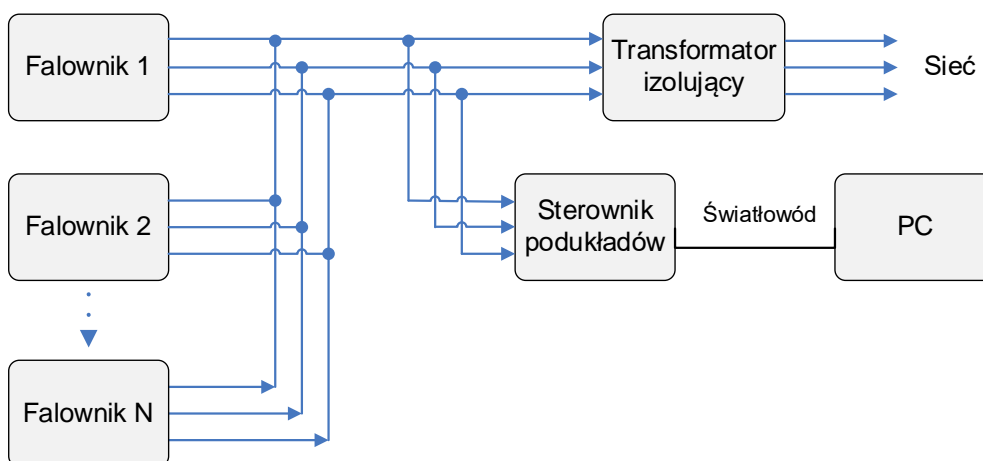 Falownik 1
Transformator
izolujący
Sieć
Falownik 2
Sterownik
podukładów
Światłowód
PC
Falownik N